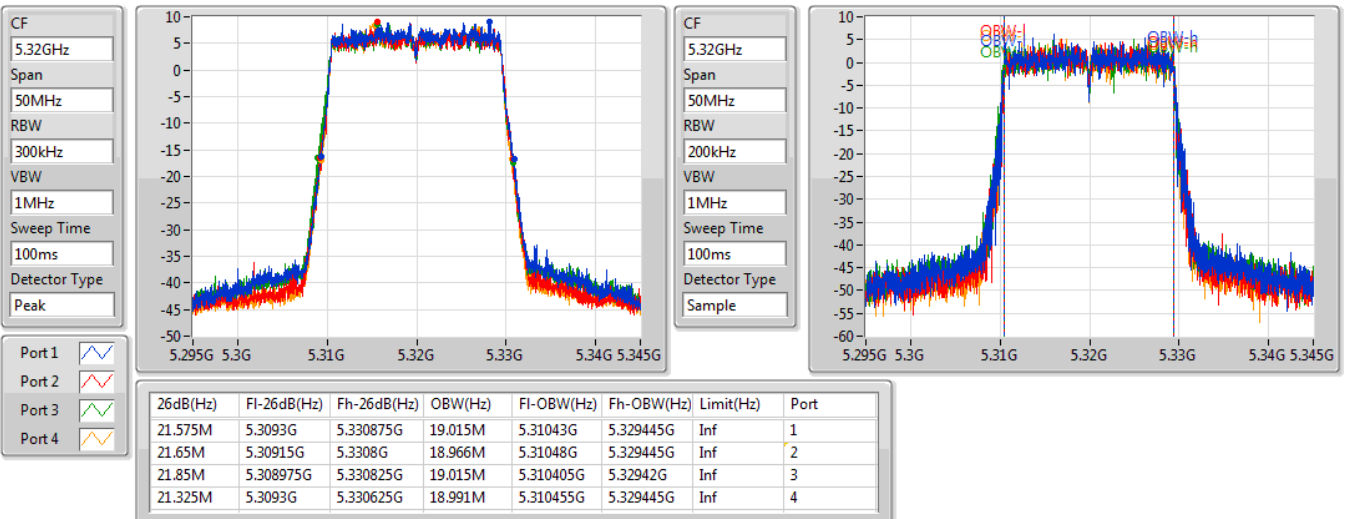 CF
5.32GHz
Span
50MHz
RBW
300kHz
VBW
1MHz
Sweep Time
100ms
Detector Type
Peak
Port 1
Port 2
Port 3
Port 4
10
5
0
-5
-10
-15
-20
-25
-30
-35
-40
-45
-50
5.295G 5.3G 5.31G 5.32G 5.33G 5.34G 5.345G
CF
5.32GHz
Span
50MHz
RBW
200kHz
VBW
1MHz
Sweep Time
100ms
Detector Type
Sample
10
5
0
-5
-10
-15
-20
-25
-30
-35
-40
-45
-50
-55
-60
OBW-l
OBW-h
5.295G 5.3G 5.31G 5.32G 5.33G 5.34G 5.345G
26dB(Hz) Fl-26dB(Hz) Fh-26dB(Hz) OBW(Hz) Fl-OBW(Hz) Fh-OBW(Hz) Limit(Hz) Port
21.575M 5.3093G 5.330875G 19.015M 5.31043G 5.329445G Inf 1
21.65M 5.30915G 5.3308G 18.966M 5.31048G 5.329445G Inf 2
21.85M 5.308975G 5.330825G 19.015M 5.310405G 5.32942G Inf 3
21.325M 5.3093G 5.330625G 18.991M 5.310455G 5.329445G Inf 4